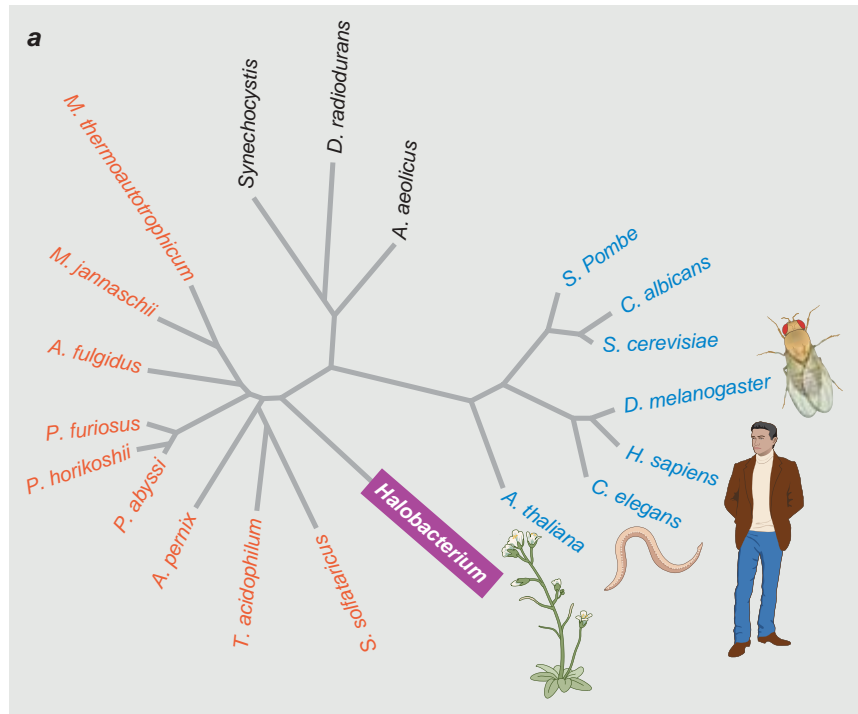 a
M. thermoautotrophicum
M. jannaschii
A. fulgidus
P. furiosus
P. horikoshii
P. abyssi
A. pernix
T. acidophilum
S. solfataricus
Halobacterium
Synechocystis
D. radiodurans
A. aeolicus
S. Pombe
C. albicans
S. cerevisiae
D. melanogaster
H. sapiens
C. elegans
A. thaliana